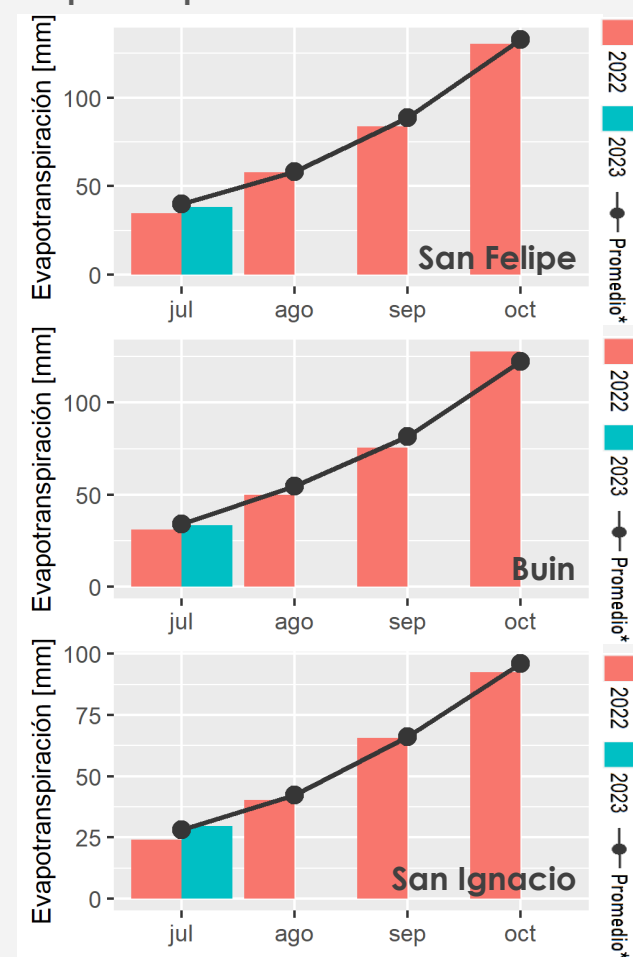 Evapotranspiración [mm]
100
50
0
San Felipe
jul ago sep oct
2022
2023
Promedio*
Evapotranspiración [mm]
100
50
0
Buin
jul ago sep oct
2022
2023
Promedio*
Evapotranspiración [mm]
100
75
50
25
0
San Ignacio
jul ago sep oct
2022
2023
Promedio*